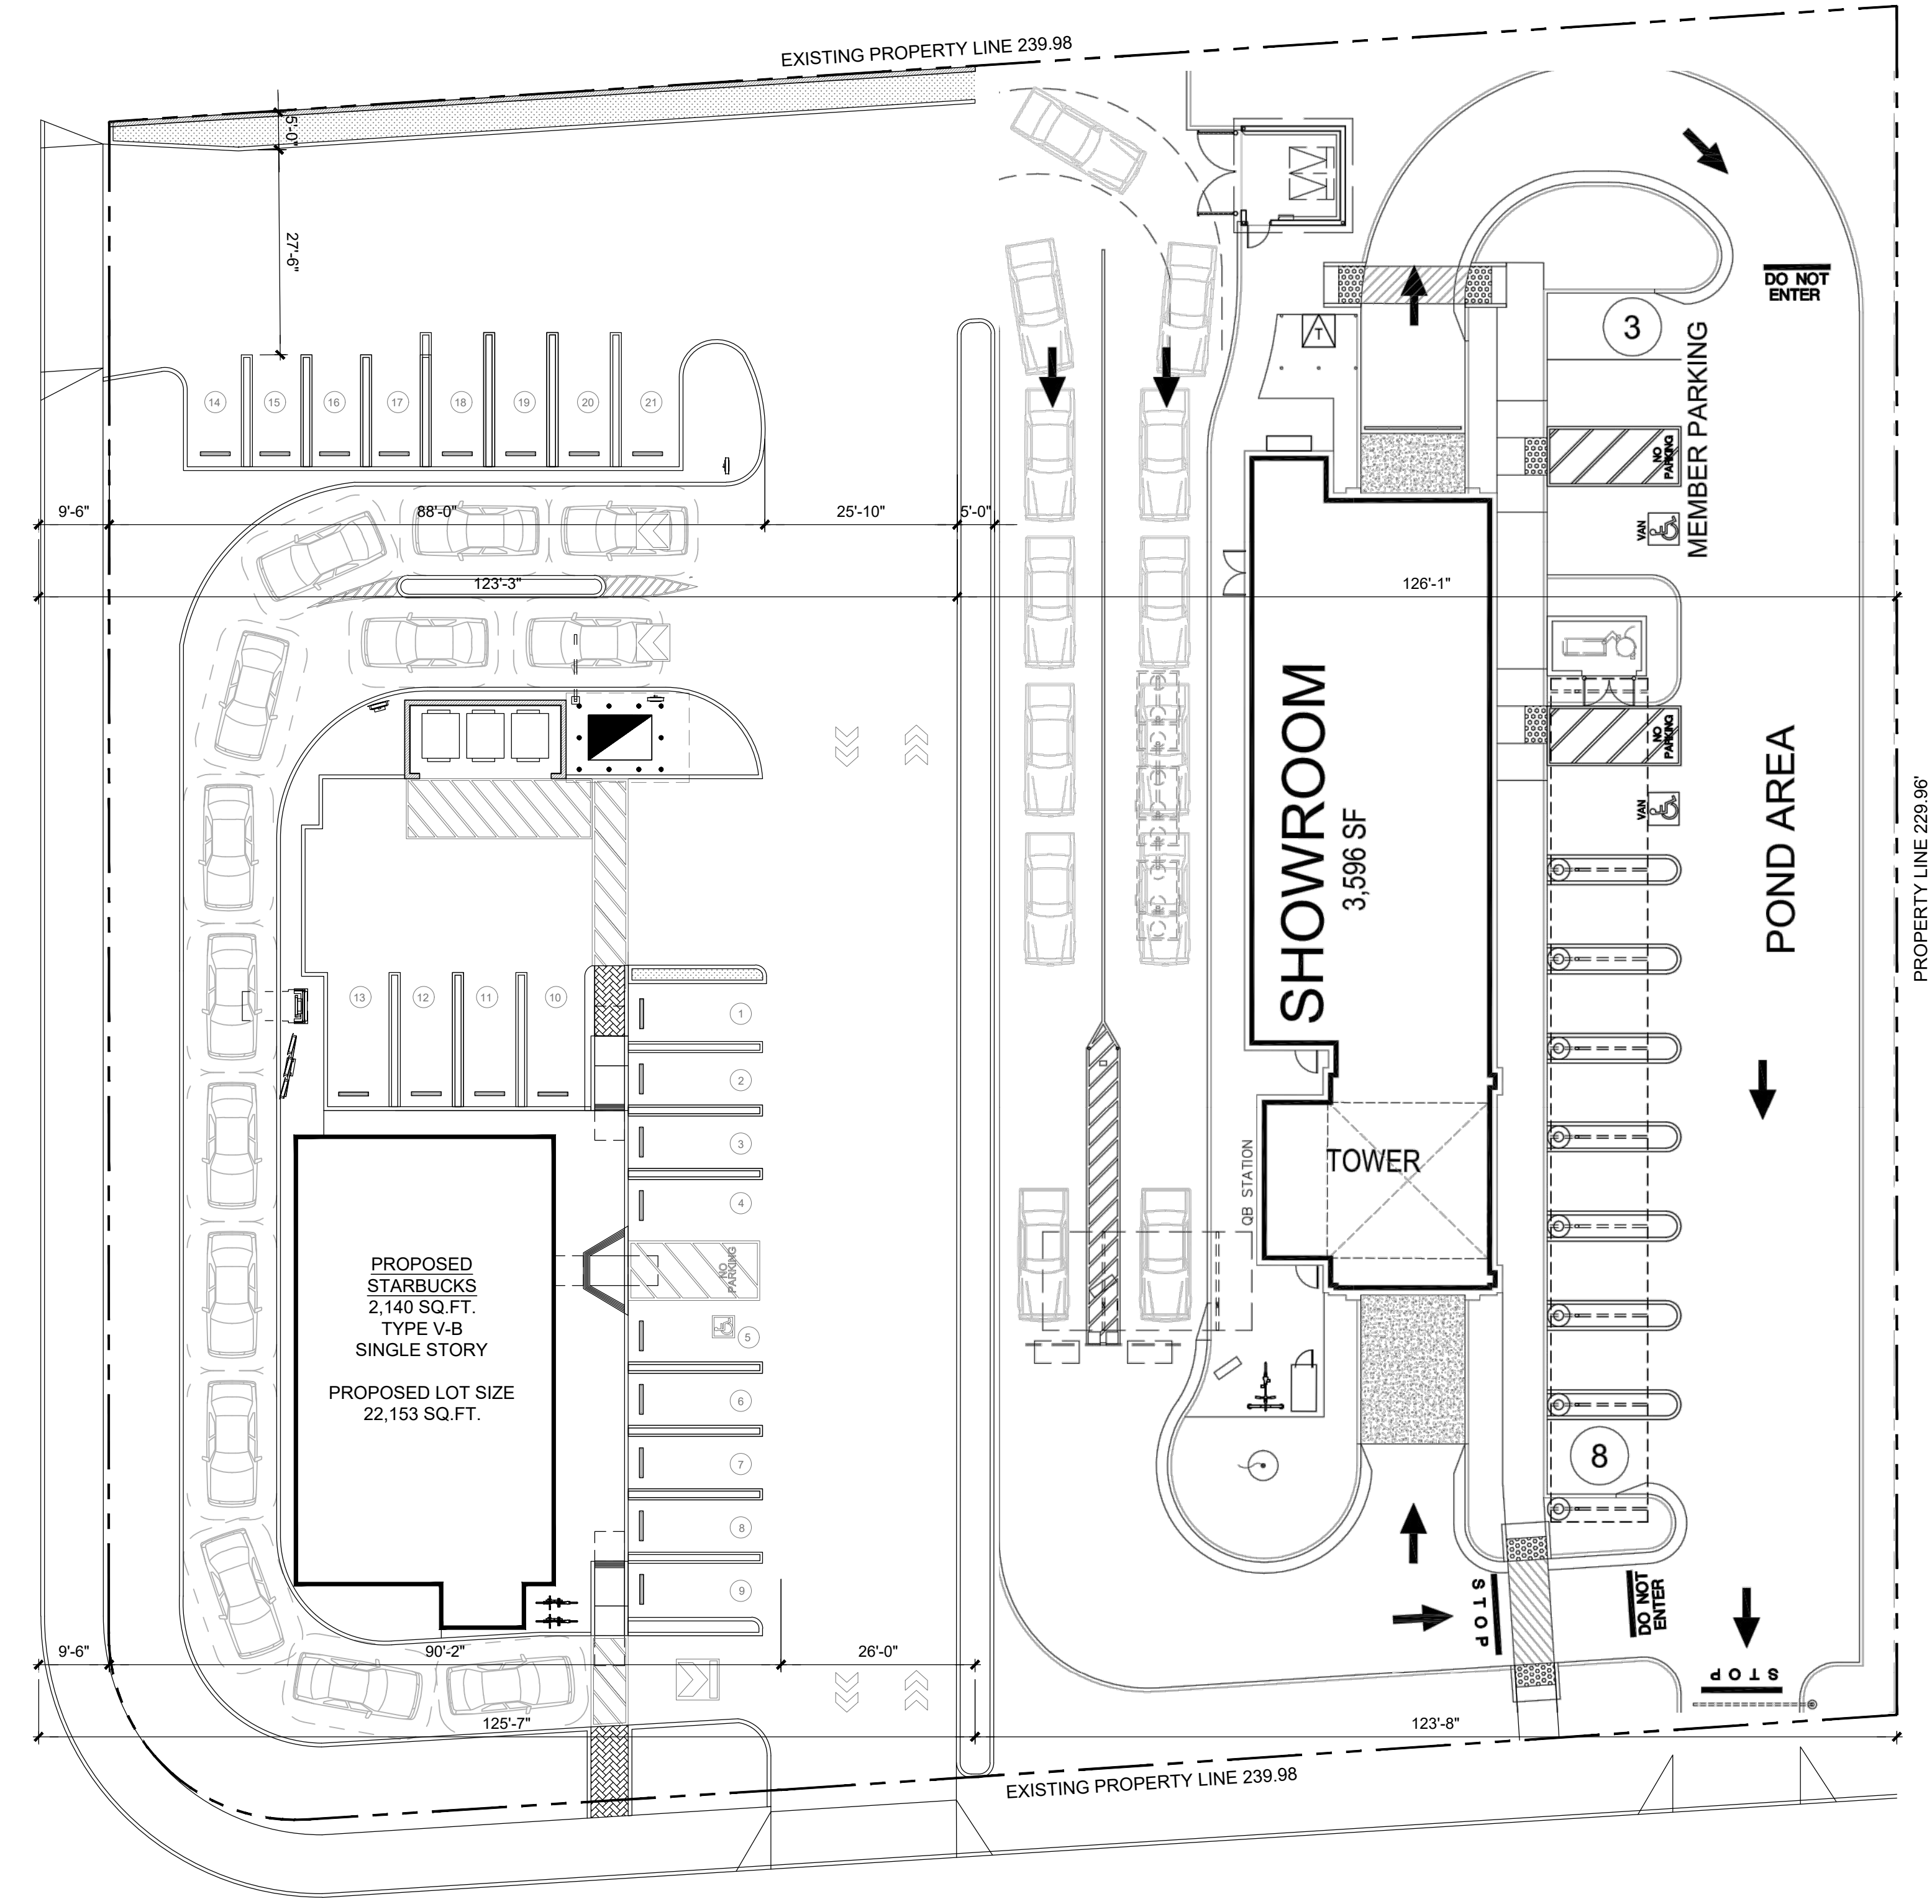 EXISTING PROPERTY LINE 239.98
5'-0"
27'-6"
DO NOT
ENTER
3
MEMBER PARKING
T
14
15
16
17
18
19
20
21
NO
PARKING
9'-6"
88'-0"
25'-10"
5'-0"
VAN
123'-3"
126'-1"
SHOWROOM
3,596 SF
NO
PARKING
VAN
POND AREA
PROPERTY LINE 229.96'
13
12
11
10
1
2
3
4
TOWER
QB STATION
NO
PARKING
PROPOSED
STARBUCKS
2,140 SQ.FT.
TYPE V-B
SINGLE STORY
PROPOSED LOT SIZE
22,153 SQ.FT.
5
6
7
8
9
8
STOP
DO NOT
ENTER
STOP
9'-6"
90'-2"
26'-0"
125'-7"
123'-8"
EXISTING PROPERTY LINE 239.98